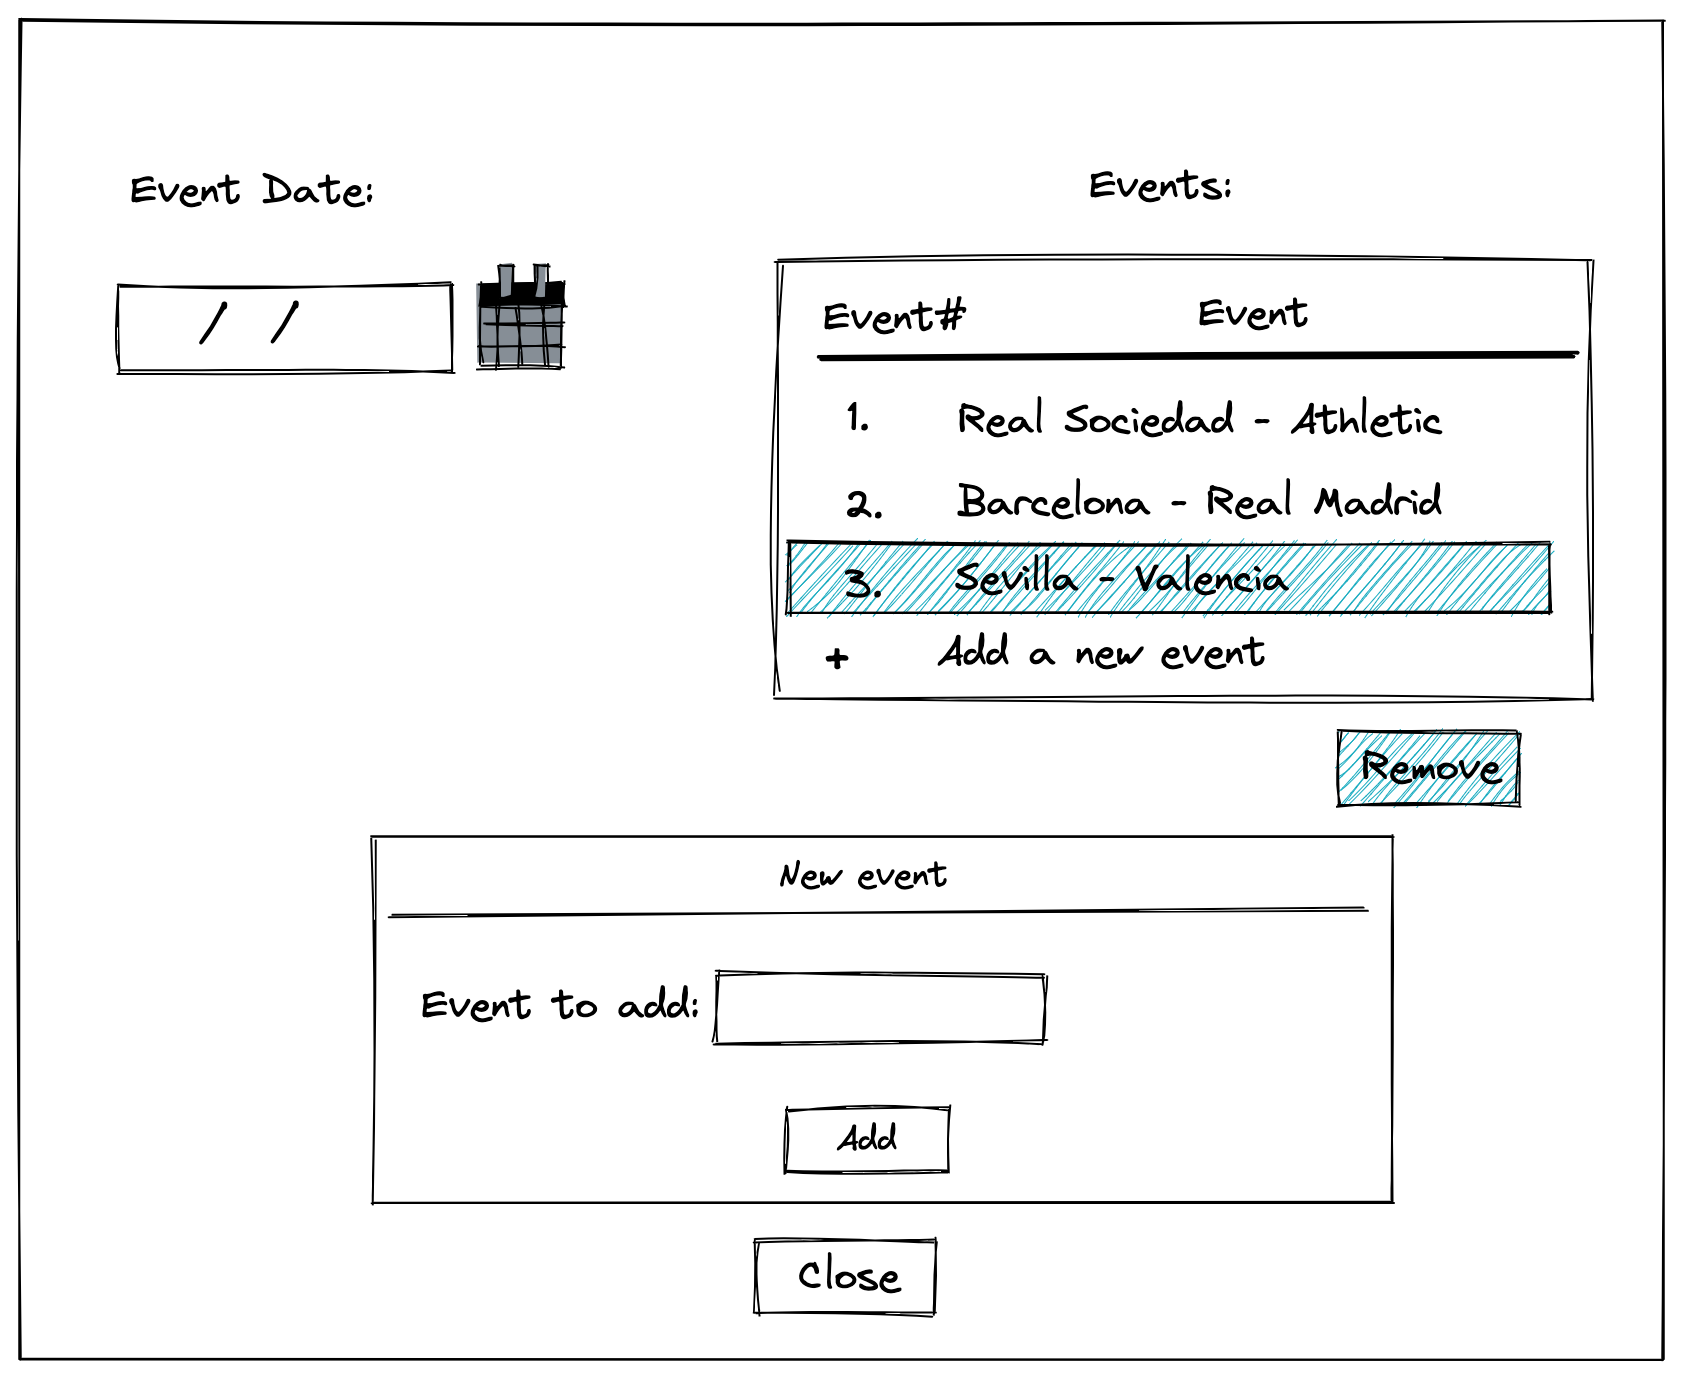 Event Date:
/ /
Events:
Event# Event
1. Real Sociedad - Athletic
2. Barcelona - Real Madrid
3. Sevilla - Valencia
+ Add a new event
Remove
New event
Event to add:
Add
Close